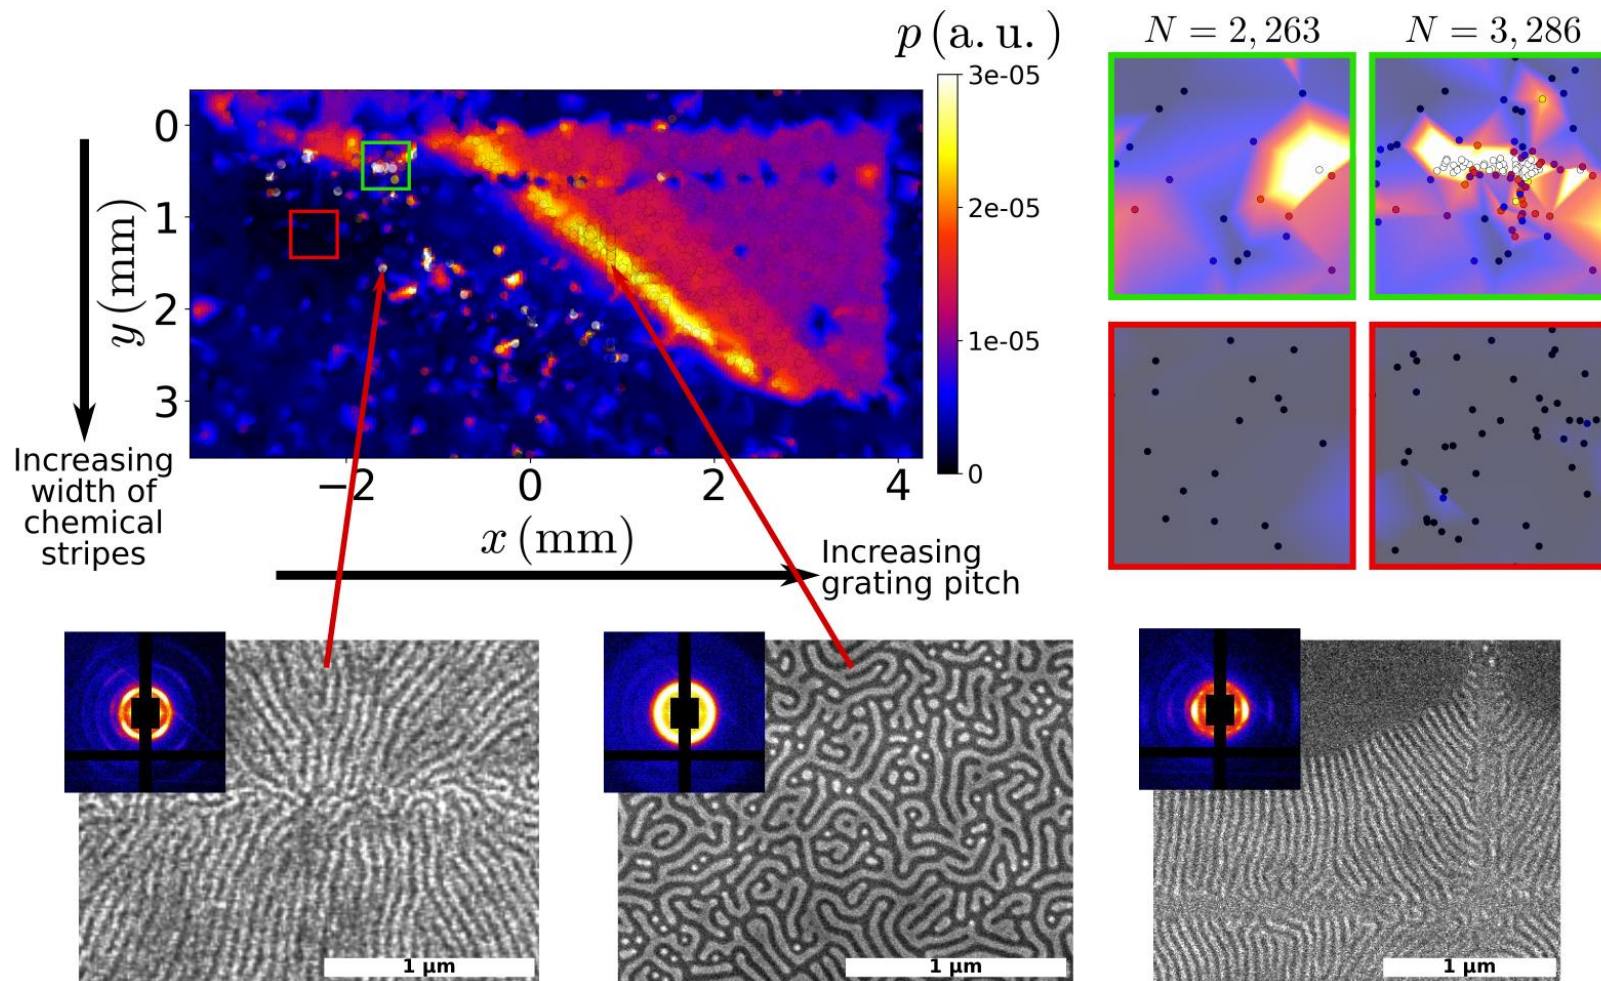 p (a. u. )
N = 2, 263
N = 3, 286
3e-05
2e-05
1e-05
0
0
1
2
3
y (mm)
−2
0
2
4
x (mm)
Increasing
width of
chemical
stripes
Increasing
grating pitch
1 µm
1 µm
1 µm